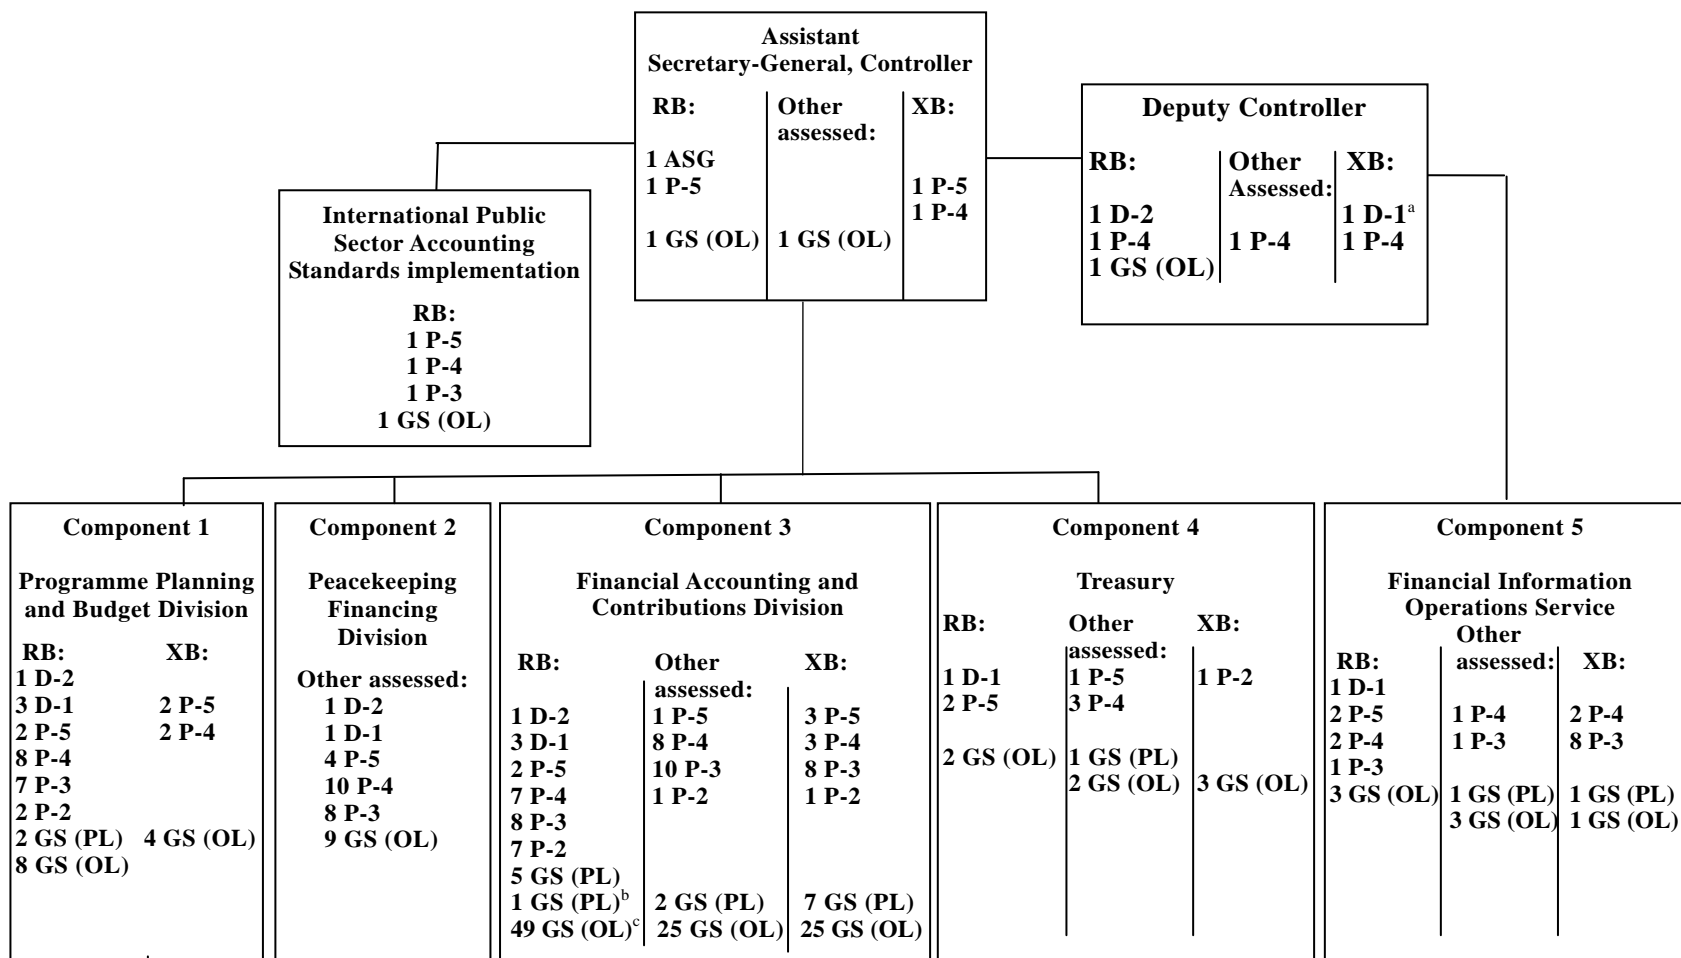 Assistant
Secretary-General, Controller
RB:
1 ASG
1 P-5
1 GS (OL)
Other
assessed:
1 GS (OL)
XB:
1 P-5
1 P-4
Deputy Controller
RB:
1 D-2
1 P-4
1 GS (OL)
Other
Assessed:
1 P-4
XB:
1 D-1a
1 P-4
International Public
Sector Accounting
Standards implementation
RB:
1 P-5
1 P-4
1 P-3
1 GS (OL)
Component 1
Programme Planning
and Budget Division
RB:
1 D-2
3 D-1
2 P-5
8 P-4
7 P-3
2 P-2
2 GS (PL)
8 GS (OL)
XB:
2 P-5
2 P-4
4 GS (OL)
Component 2
Peacekeeping
Financing
Division
Other assessed:
1 D-2
1 D-1
4 P-5
10 P-4
8 P-3
9 GS (OL)
Component 3
Financial Accounting and
Contributions Division
RB:
1 D-2
3 D-1
2 P-5
7 P-4
8 P-3
7 P-2
5 GS (PL)
1 GS (PL)b
49 GS (OL)c
Other
assessed:
1 P-5
8 P-4
10 P-3
1 P-2
2 GS (PL)
25 GS (OL)
XB:
3 P-5
3 P-4
8 P-3
1 P-2
7 GS (PL)
25 GS (OL)
Component 4
Treasury
RB:
1 D-1
2 P-5
2 GS (OL)
Other
assessed:
1 P-5
3 P-4
1 GS (PL)
2 GS (OL)
XB:
1 P-2
3 GS (OL)
Component 5
Financial Information
Operations Service
RB:
1 D-1
2 P-5
2 P-4
1 P-3
3 GS (OL)
Other
assessed:
1 P-4
1 P-3
1 GS (PL)
3 GS (OL)
XB:
2 P-4
8 P-3
1 GS (PL)
1 GS (OL)